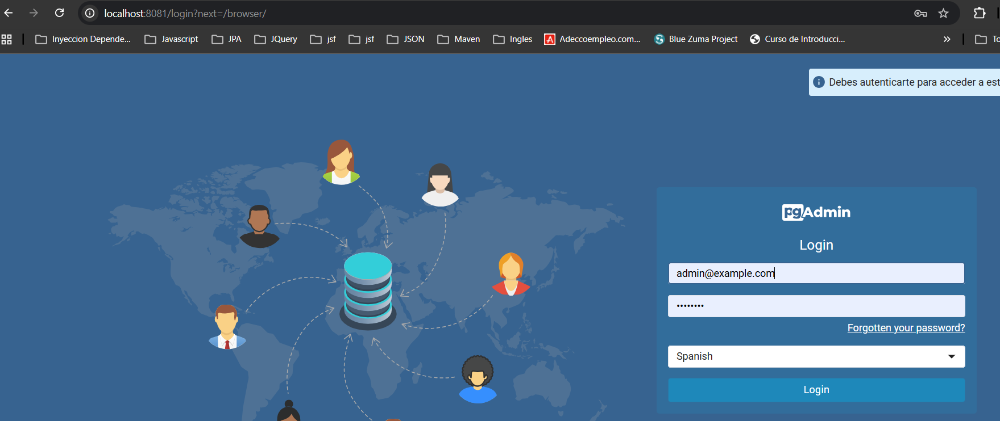 localhost:8081/login?next=/browser/
Inyeccion Depende... Javascript JPA JQuery jsf jsf JSON Maven Ingles Adeccoempleo.com... Blue Zuma Project Curso de Introducci... » To
Debes autenticarte para acceder a est
pgAdmin
Login
admin@example.com
••••••••
Forgotten your password?
Spanish
Login